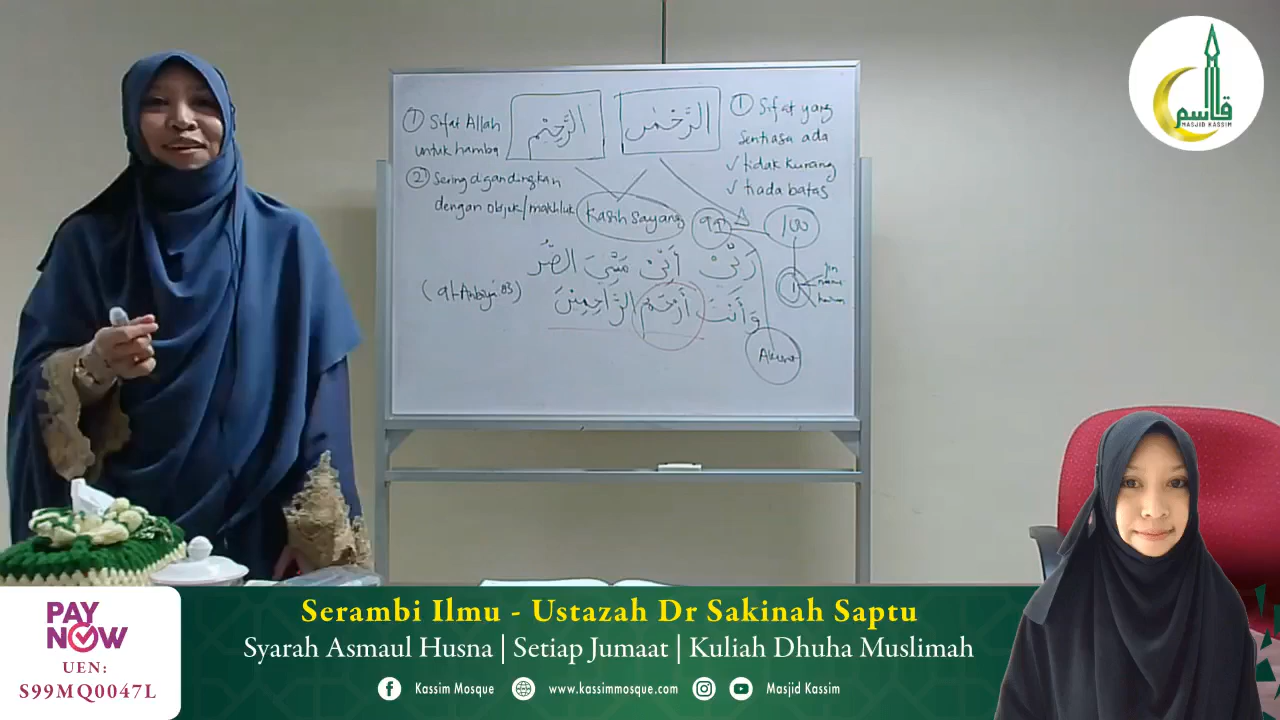 ① Sifat Allah
untuk hamba
② Sering digandingkan
dengan objek/makhluk
الرَّحِيْم
الرَّحْمٰن
① Sifat yang
sentiasa ada
✓ tidak kurang
✓ tiada batas
Kasih sayang
99
100
1
jin
رَبِّيْ أَنِّيْ مَسَّنِيَ الضُّر
وَأَنْتَ أَرْحَمُ الرَّاحِمِيْنَ
(al-Anbiya: 83)
Akhirat
قاسم
MASJID KASSIM
PAY
NOW
UEN:
S99MQ0047L
Serambi Ilmu - Ustazah Dr Sakinah Saptu
Syarah Asmaul Husna | Setiap Jumaat | Kuliah Dhuha Muslimah
Kassim Mosque www.kassimmosque.com Masjid Kassim